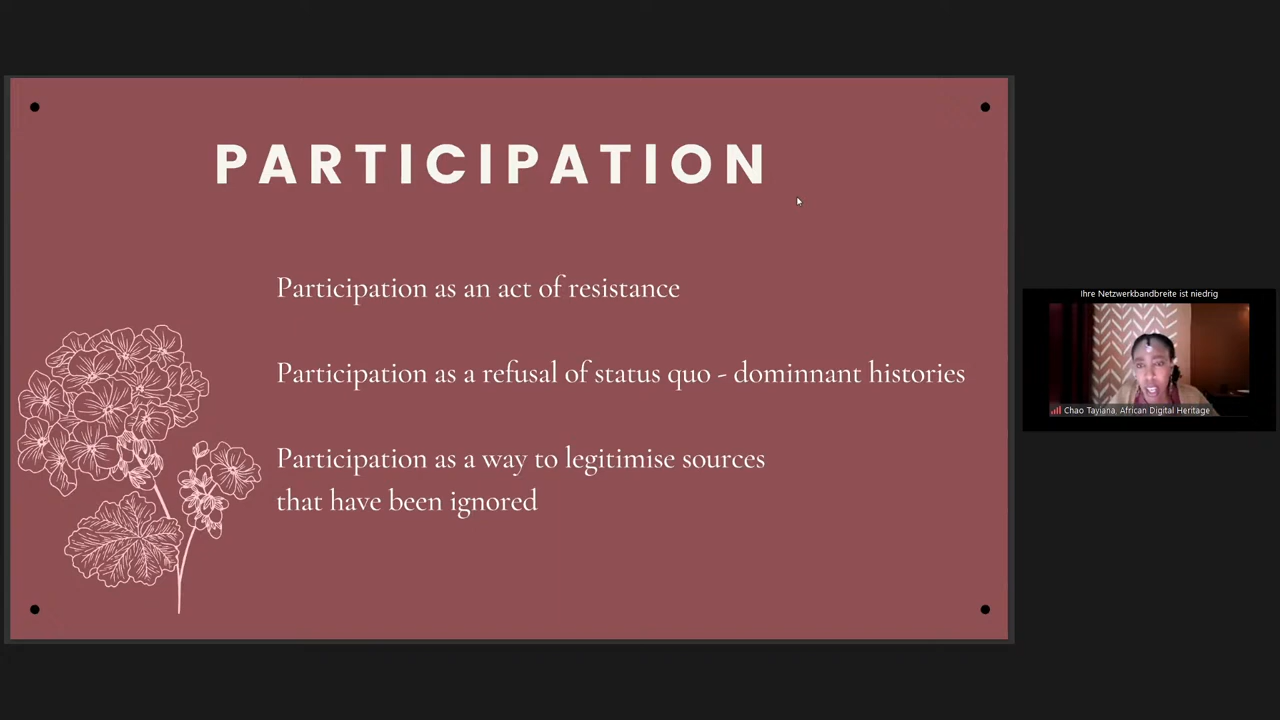 PARTICIPATION
Participation as an act of resistance
Participation as a refusal of status quo - dominnant histories
Participation as a way to legitimise sources
that have been ignored
Ihre Netzwerkbandbreite ist niedrig
Chao Tayiana, African Digital Heritage